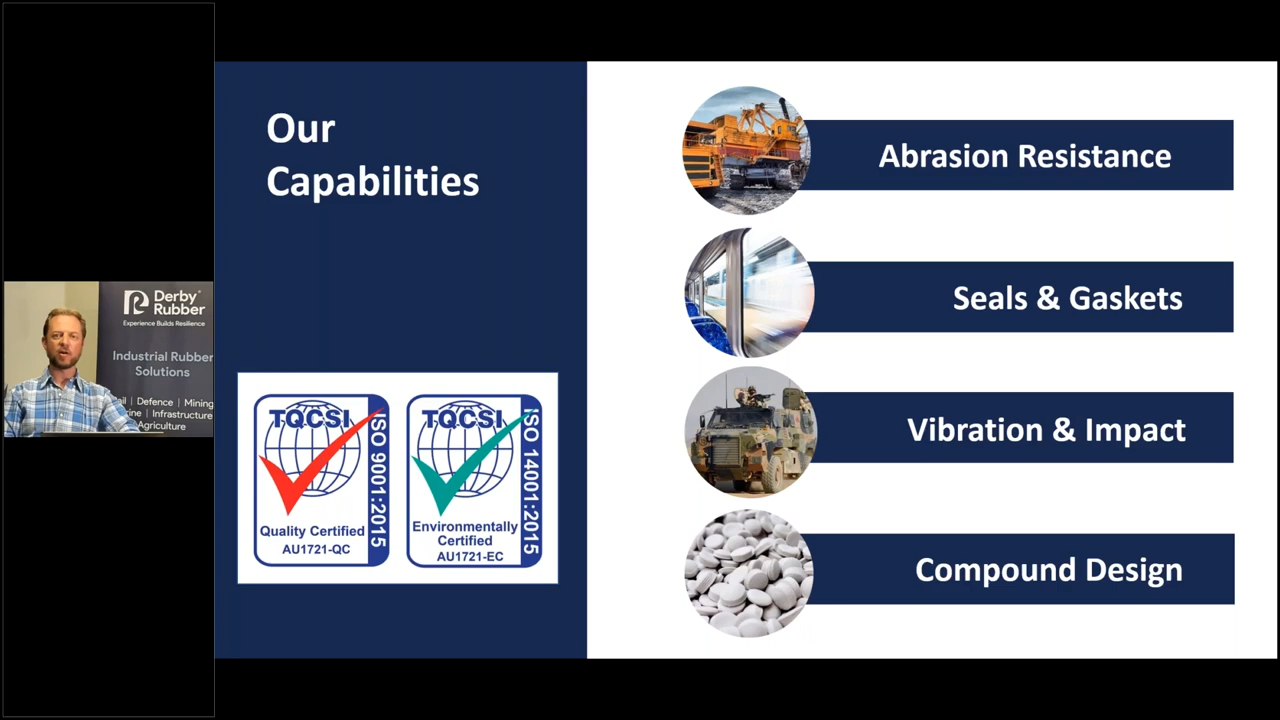 Our
Capabilities
Abrasion Resistance
Seals & Gaskets
Vibration & Impact
Compound Design
TQCSI
ISO 9001:2015
Quality Certified
AU1721-QC
TQCSI
ISO 14001:2015
Environmentally
Certified
AU1721-EC
Derby®
Rubber
Experience Builds Resilience
Industrial Rubber
Solutions
| Defence | Mining
| Infrastructure
Agriculture